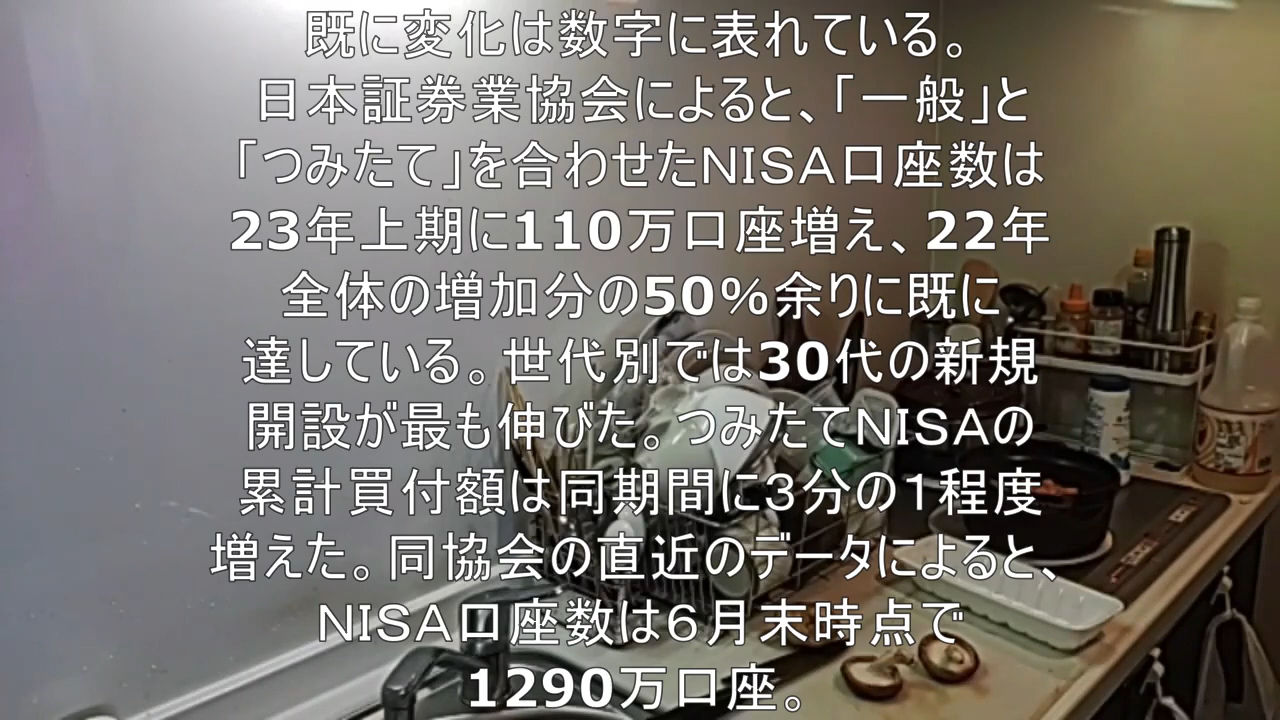 既に変化は数字に表れている。
日本証券業協会によると、「一般」と
「つみたて」を合わせたＮＩＳＡ口座数は
23年上期に110万口座増え、22年
全体の増加分の50％余りに既に
達している。世代別では30代の新規
開設が最も伸びた。つみたてＮＩＳＡの
累計買付額は同期間に３分の１程度
増えた。同協会の直近のデータによると、
ＮＩＳＡ口座数は６月末時点で
1290万口座。